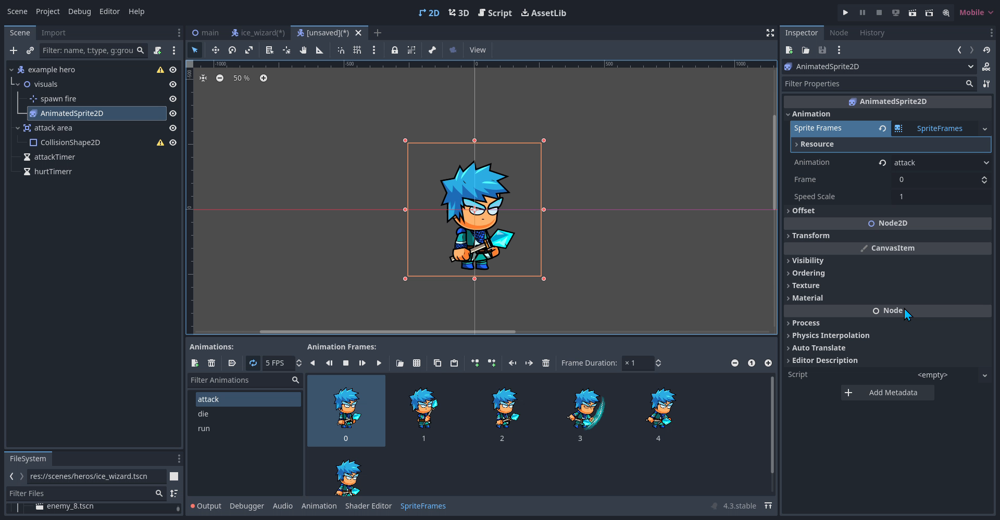 Scene Project Debug Editor Help
2D 3D Script AssetLib
Mobile
Scene Import
Filter: name, t:type, g:grou
example hero
visuals
spawn fire
AnimatedSprite2D
attack area
CollisionShape2D
attackTimer
hurtTimerr
FileSystem
res://scenes/heros/ice_wizard.tscn
Filter Files
enemy_8.tscn
main ice_wizard(*) [unsaved](*)
View
-1000 -500 0 500 1000
-500
0
50 %
Animations:
5 FPS
Filter Animations
attack
die
run
Animation Frames:
Frame Duration: × 1
1
0 1 2 3 4
Output Debugger Audio Animation Shader Editor SpriteFrames
4.3.stable
Inspector Node History
AnimatedSprite2D
DOC
Filter Properties
AnimatedSprite2D
Animation
Sprite Frames SpriteFrames
Resource
Animation attack
Frame 0
Speed Scale 1
Offset
Node2D
Transform
CanvasItem
Visibility
Ordering
Texture
Material
Node
Process
Physics Interpolation
Auto Translate
Editor Description
Script <empty>
Add Metadata